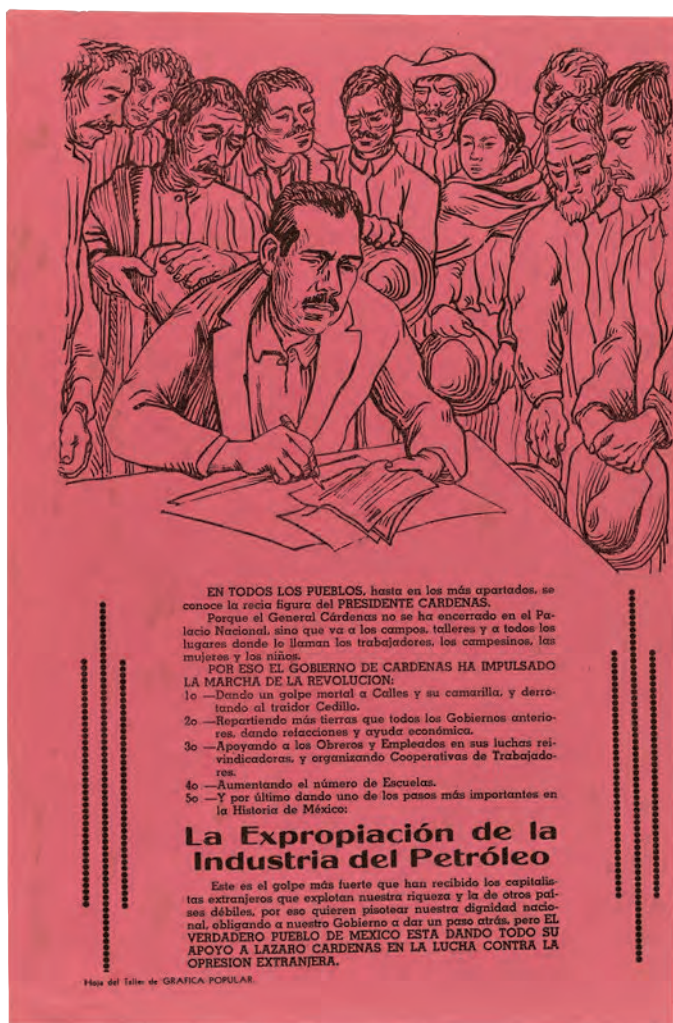 EN TODOS LOS PUEBLOS, hasta en los más apartados, se
conoce la recia figura del PRESIDENTE CARDENAS.
Porque el General Cárdenas no se ha encerrado en el Pa-
lacio Nacional, sino que va a los campos, talleres y a todos los
lugares donde lo llaman los trabajadores, los campesinos, las
mujeres y los niños.
POR ESO EL GOBIERNO DE CARDENAS HA IMPULSADO
LA MARCHA DE LA REVOLUCION:
1o —Dando un golpe mortal a Calles y su camarilla, y derro-
tando al traidor Cedillo.
2o —Repartiendo más tierras que todos los Gobiernos anterio-
res, dando refacciones y ayuda económica.
3o —Apoyando a los Obreros y Empleados en sus luchas rei-
vindicadoras, y organizando Cooperativas de Trabajado-
res.
4o —Aumentando el número de Escuelas.
5o —Y por último dando uno de los pasos más importantes en
la Historia de México:
La Expropiación de la
Industria del Petróleo
Este es el golpe más fuerte que han recibido los capitalis-
tas extranjeros que explotan nuestra riqueza y la de otros paí-
ses débiles, por eso quieren pisotear nuestra dignidad nacio-
nal, obligando a nuestro Gobierno a dar un paso atrás, pero EL
VERDADERO PUEBLO DE MEXICO ESTA DANDO TODO SU
APOYO A LAZARO CARDENAS EN LA LUCHA CONTRA LA
OPRESION EXTRANJERA.
Hoja del Taller de GRAFICA POPULAR